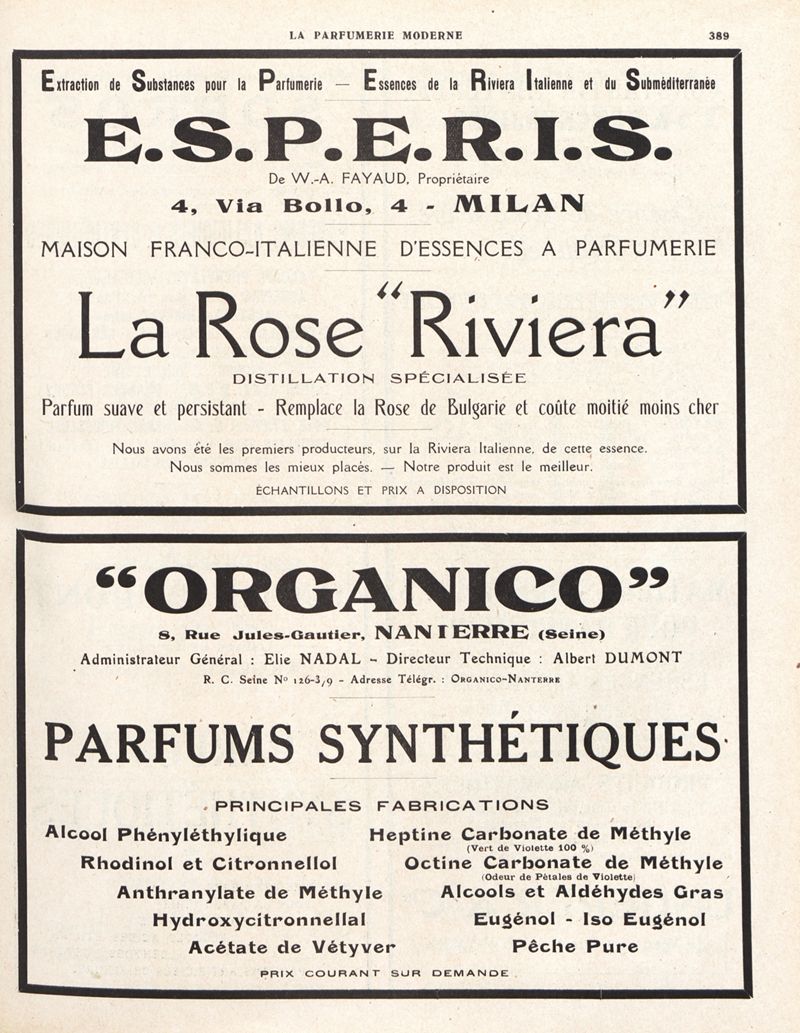 LA PARFUMERIE MODERNE 389
Extraction de Substances pour la Parfumerie — Essences de la Riviera Italienne et du Subméditerranée
E.S.P.E.R.I.S.
De W.-A. FAYAUD, Propriétaire
4, Via Bollo, 4 - MILAN
MAISON FRANCO-ITALIENNE D'ESSENCES A PARFUMERIE
La Rose “Riviera”
DISTILLATION SPÉCIALISÉE
Parfum suave et persistant - Remplace la Rose de Bulgarie et coûte moitié moins cher
Nous avons été les premiers producteurs, sur la Riviera Italienne, de cette essence.
Nous sommes les mieux placés. — Notre produit est le meilleur.
ÉCHANTILLONS ET PRIX A DISPOSITION
“ORGANICO”
8, Rue Jules-Gautier, NANTERRE (Seine)
Administrateur Général : Elie NADAL - Directeur Technique : Albert DUMONT
R. C. Seine Nº 126-379 - Adresse Télégr. : ORGANICO-NANTERRE
PARFUMS SYNTHÉTIQUES
PRINCIPALES FABRICATIONS
Alcool Phényléthylique
Rhodinol et Citronnellol
Anthranylate de Méthyle
Hydroxycitronnellal
Acétate de Vétyver
Heptine Carbonate de Méthyle
(Vert de Violette 100 %)
Octine Carbonate de Méthyle
(Odeur de Pétales de Violette)
Alcools et Aldéhydes Gras
Eugénol - Iso Eugénol
Pêche Pure
PRIX COURANT SUR DEMANDE